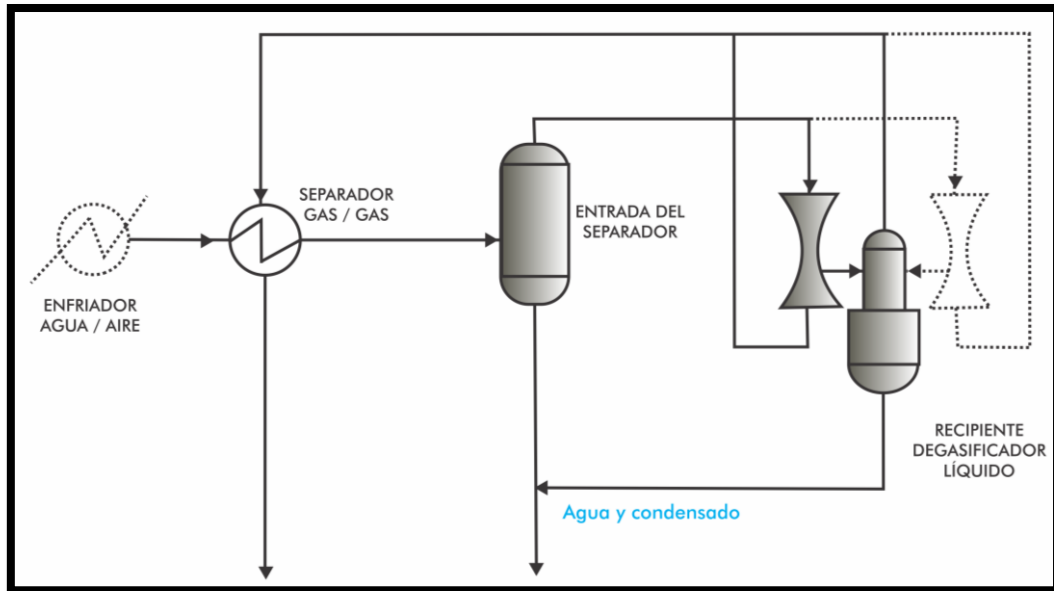 SEPARADOR
GAS / GAS
ENTRADA DEL
SEPARADOR
ENFRIADOR
AGUA / AIRE
RECIPIENTE
DEGASIFICADOR
LÍQUIDO
Agua y condensado